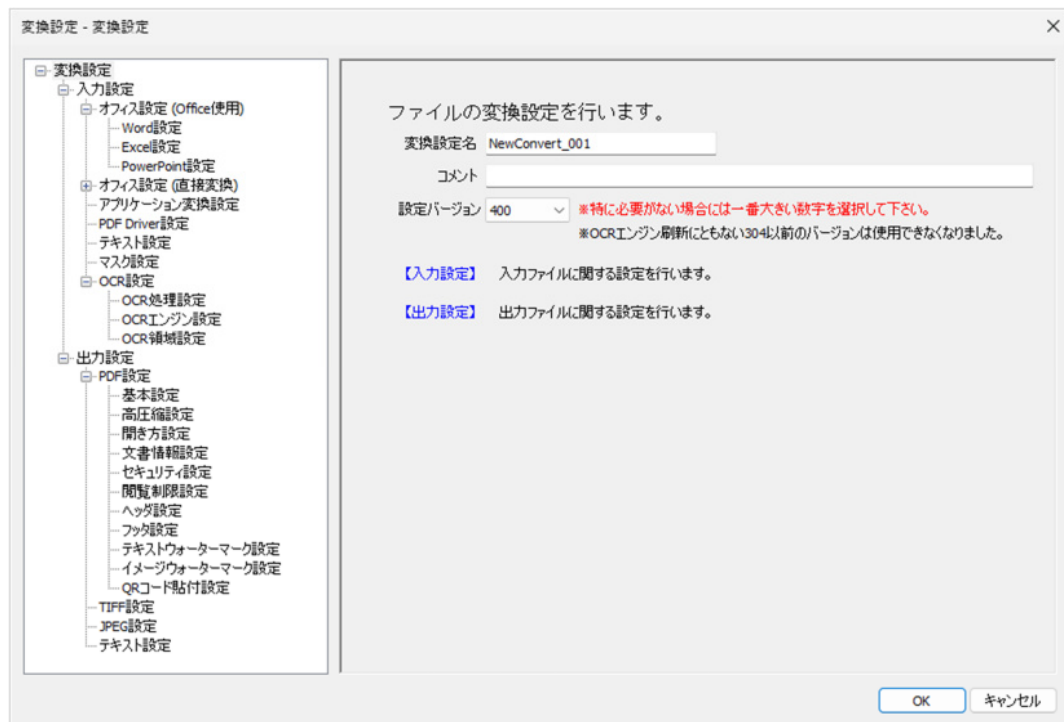 変換設定 - 変換設定
変換設定
入力設定
オフィス設定 (Office使用)
Word設定
Excel設定
PowerPoint設定
オフィス設定 (直接変換)
アプリケーション変換設定
PDF Driver設定
テキスト設定
マスク設定
OCR設定
OCR処理設定
OCRエンジン設定
OCR領域設定
出力設定
PDF設定
基本設定
高圧縮設定
開き方設定
文書情報設定
セキュリティ設定
閲覧制限設定
ヘッダ設定
フッタ設定
テキストウォーターマーク設定
イメージウォーターマーク設定
QRコード貼付設定
TIFF設定
JPEG設定
テキスト設定
ファイルの変換設定を行います。
変換設定名 NewConvert_001
コメント
設定バージョン 400 ※特に必要がない場合には一番大きい数字を選択して下さい。
※OCRエンジン刷新にともない304以前のバージョンは使用できなくなりました。
【入力設定】 入力ファイルに関する設定を行います。
【出力設定】 出力ファイルに関する設定を行います。
OK キャンセル